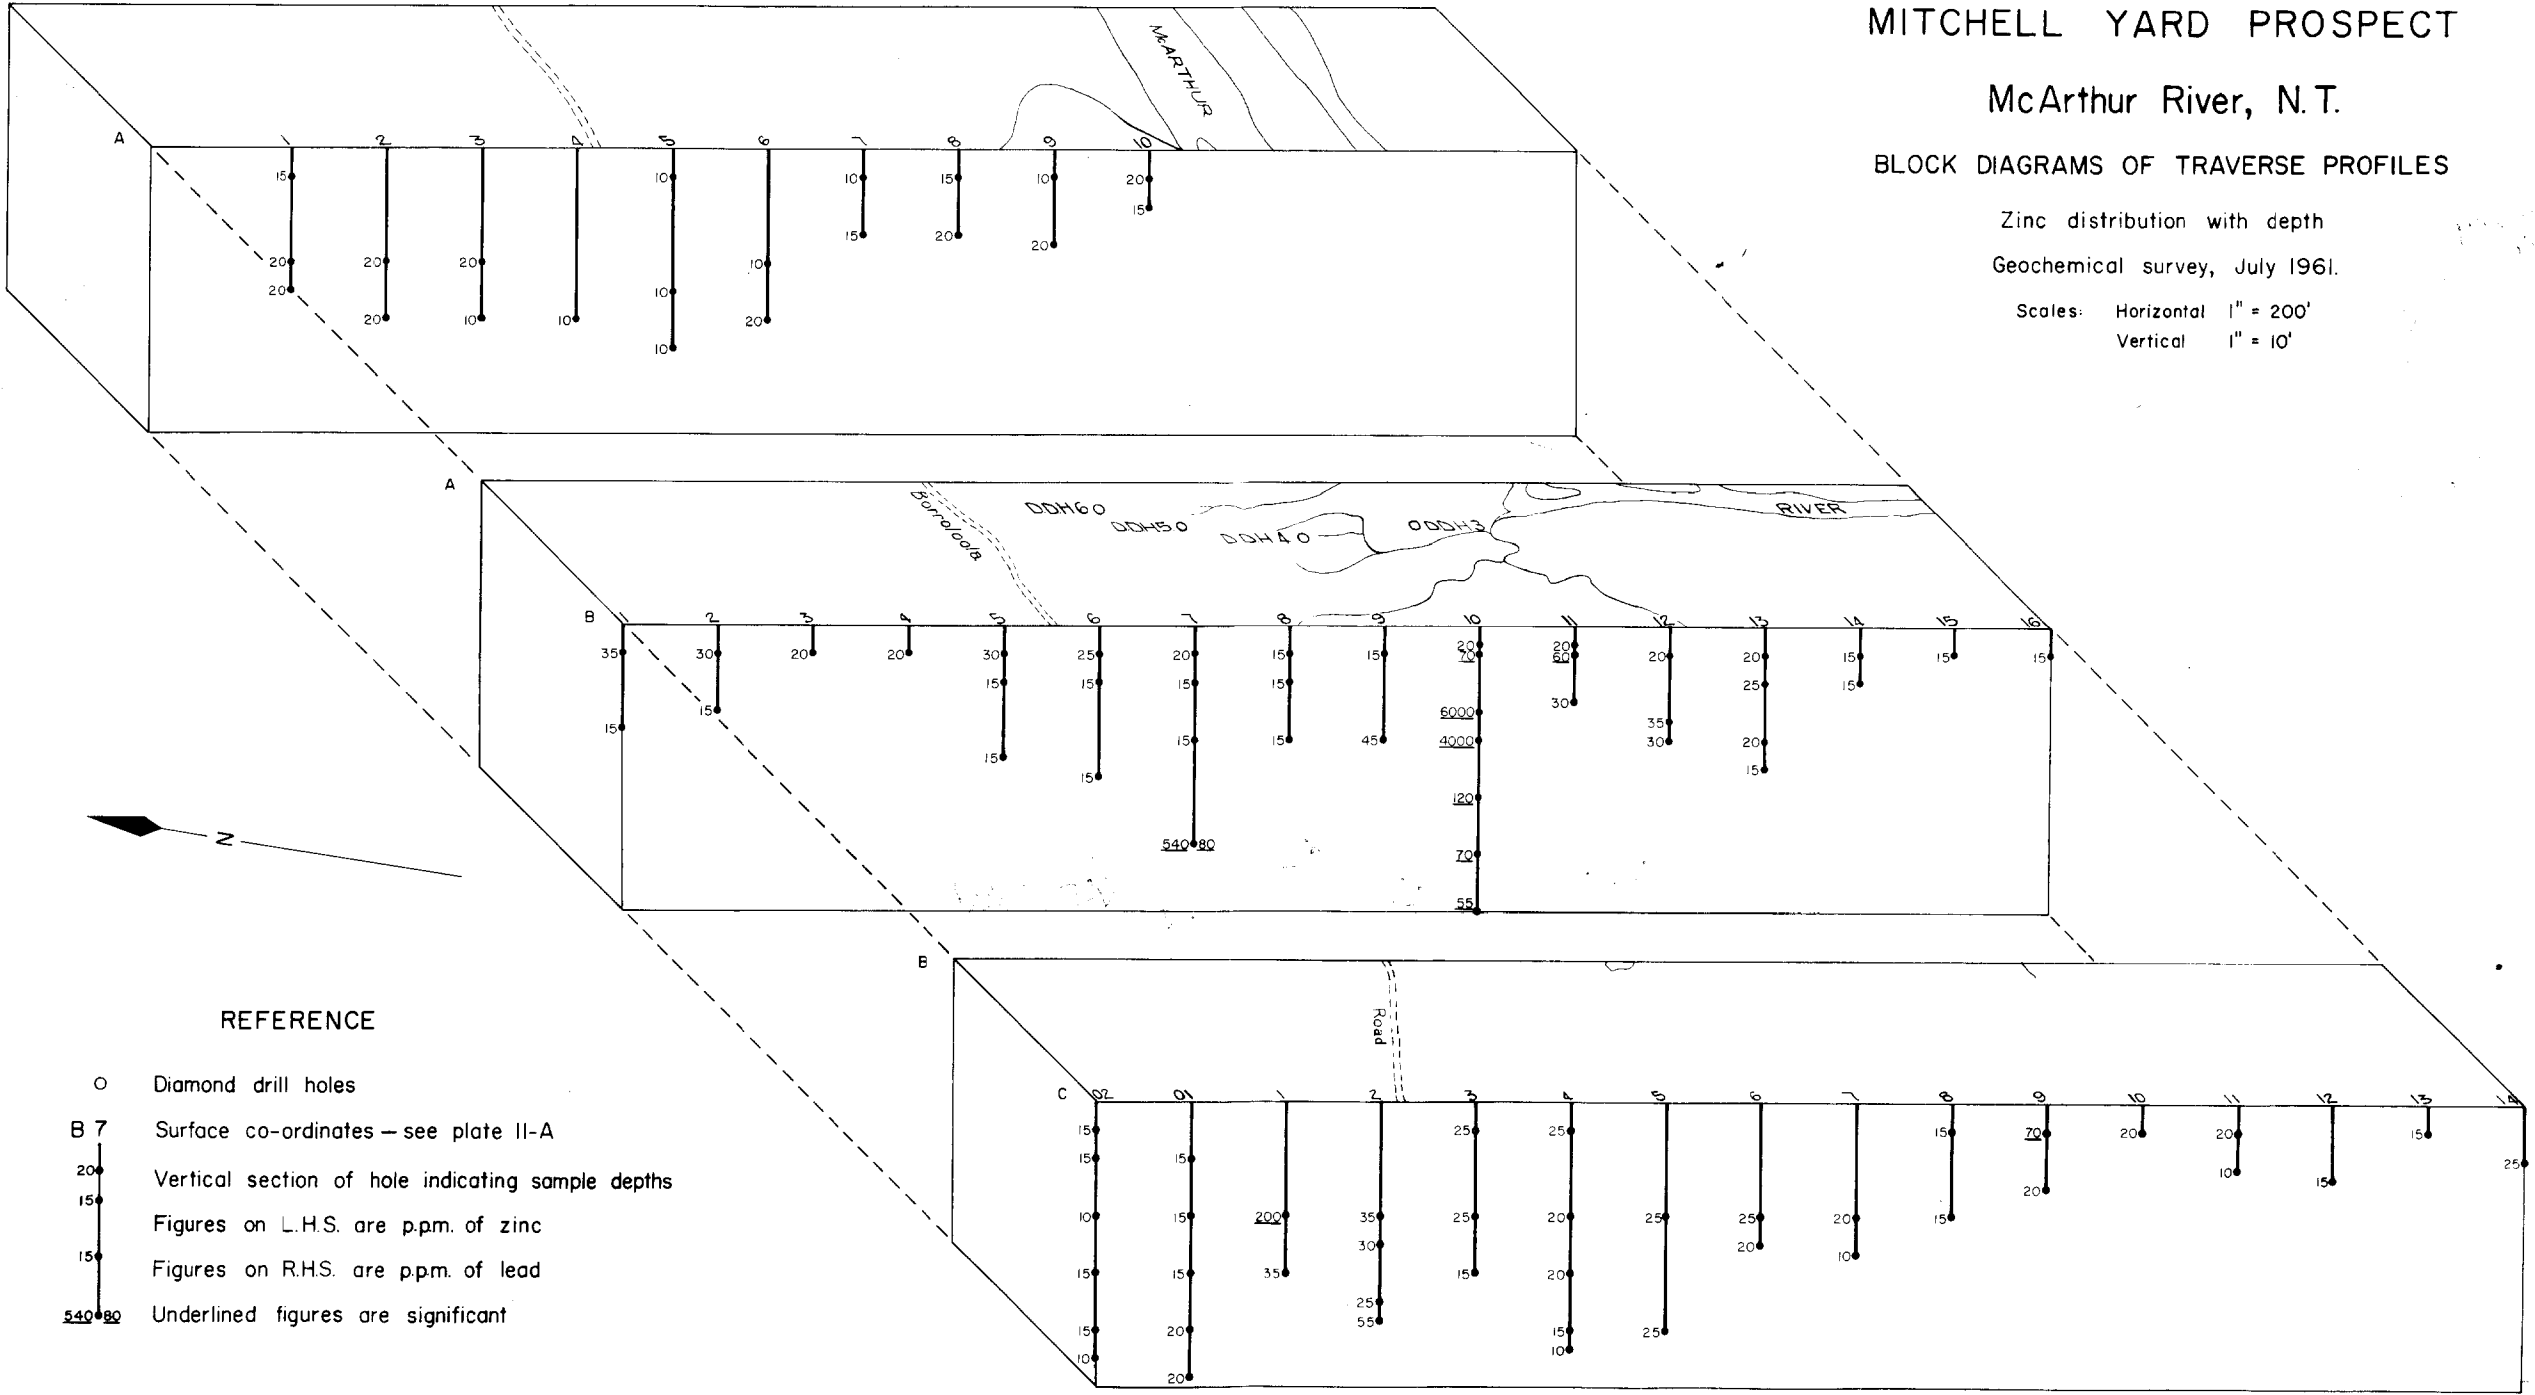 MITCHELL YARD PROSPECT
McArthur River, N.T.
BLOCK DIAGRAMS OF TRAVERSE PROFILES
Zinc distribution with depth
Geochemical survey, July 1961.
Scales: Horizontal 1" = 200'
Vertical 1" = 10'
McARTHUR
A 1 2 3 4 5 6 7 8 9 10
15 10 10 15 10 20
15
15 20 20
20 20 20 10
20 10
20 10 10 20
10
A
Borroloola
DDH6 DDH5 DDH4 DDH3 RIVER
B 1 2 3 4 5 6 7 8 9 10 11 12 13 14 15 16
20 20
35 30 20 20 30 25 20 15 15 70 60 20 20 15 15 15
15 15 15 15 25 15
30
15 15 6000 35
15 15 45 4000 30 20
15 15 15
120
540 80 70
55
N
B
Road
C 02 01 1 2 3 4 5 6 7 8 9 10 11 12 13 14
15 25 25 15 70 20 20 15
15 15 25
10 15
20
10 15 200 35 25 20 25 25 20 15
30 20 10
15 15 35 15 20
25
15 20 55 15 25
10 20 10
REFERENCE
Diamond drill holes
B 7 Surface co-ordinates — see plate II-A
20 Vertical section of hole indicating sample depths
15
Figures on L.H.S. are p.p.m. of zinc
15 Figures on R.H.S. are p.p.m. of lead
540 80 Underlined figures are significant